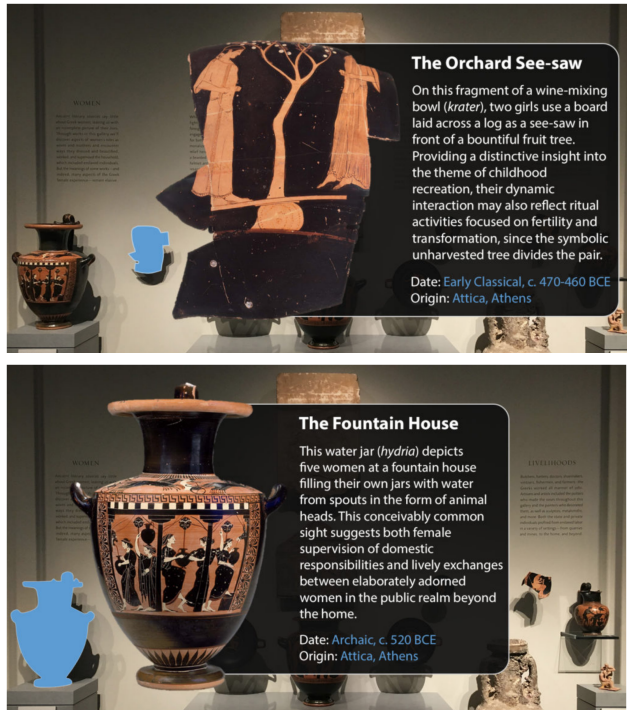 WOMEN
The Orchard See-saw
On this fragment of a wine-mixing
bowl (krater), two girls use a board
laid across a log as a see-saw in
front of a bountiful fruit tree.
Providing a distinctive insight into
the theme of childhood
recreation, their dynamic
interaction may also reflect ritual
activities focused on fertility and
transformation, since the symbolic
unharvested tree divides the pair.
Date: Early Classical, c. 470-460 BCE
Origin: Attica, Athens
WOMEN
The Fountain House
This water jar (hydria) depicts
five women at a fountain house
filling their own jars with water
from spouts in the form of animal
heads. This conceivably common
sight suggests both female
supervision of domestic
responsibilities and lively exchanges
between elaborately adorned
women in the public realm beyond
the home.
Date: Archaic, c. 520 BCE
Origin: Attica, Athens
LIVELIHOODS